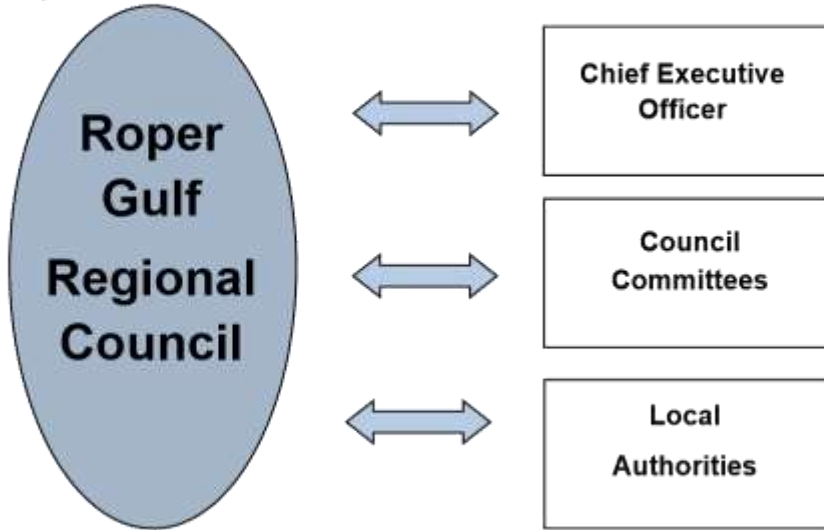 Roper
Gulf
Regional
Council
Chief Executive
Officer
Council
Committees
Local
Authorities